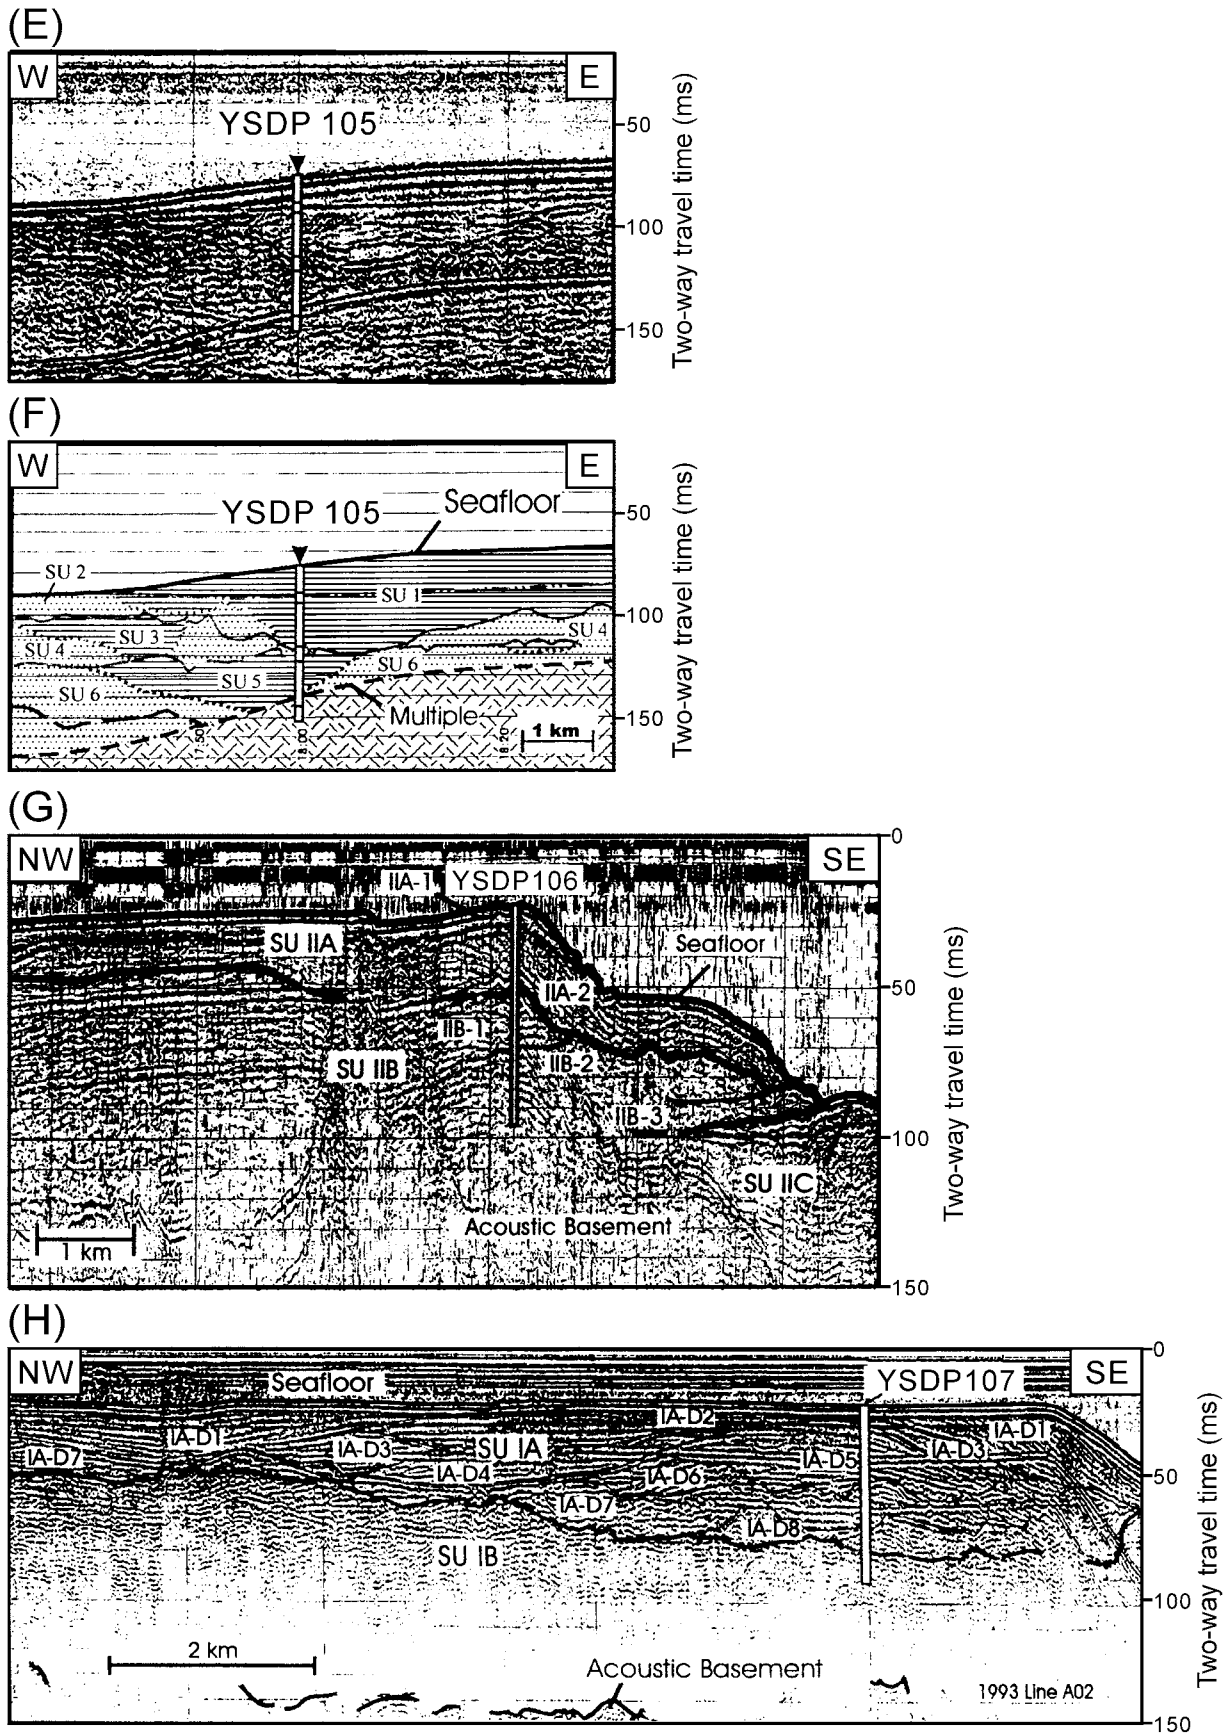 (E)
W
E
YSDP 105
50
100
150
Two-way travel time (ms)
(F)
W
E
YSDP 105
Seafloor
SU 2
SU 1
SU 3
SU 4
SU 4
SU 5
SU 6
SU 6
Multiple
1 km
18:00
18:20
50
100
150
Two-way travel time (ms)
(G)
NW
SE
IIA-1
YSDP106
SU IIA
Seafloor
IIA-2
IIB-1
IIB-2
SU IIB
IIB-3
SU IIC
Acoustic Basement
1 km
0
50
100
150
Two-way travel time (ms)
(H)
NW
SE
Seafloor
YSDP107
IA-D2
IA-D1
IA-D1
IA-D7
IA-D3
SU IA
IA-D5
IA-D3
IA-D4
IA-D6
IA-D7
IA-D8
SU IB
2 km
Acoustic Basement
1993 Line A02
0
50
100
150
Two-way travel time (ms)